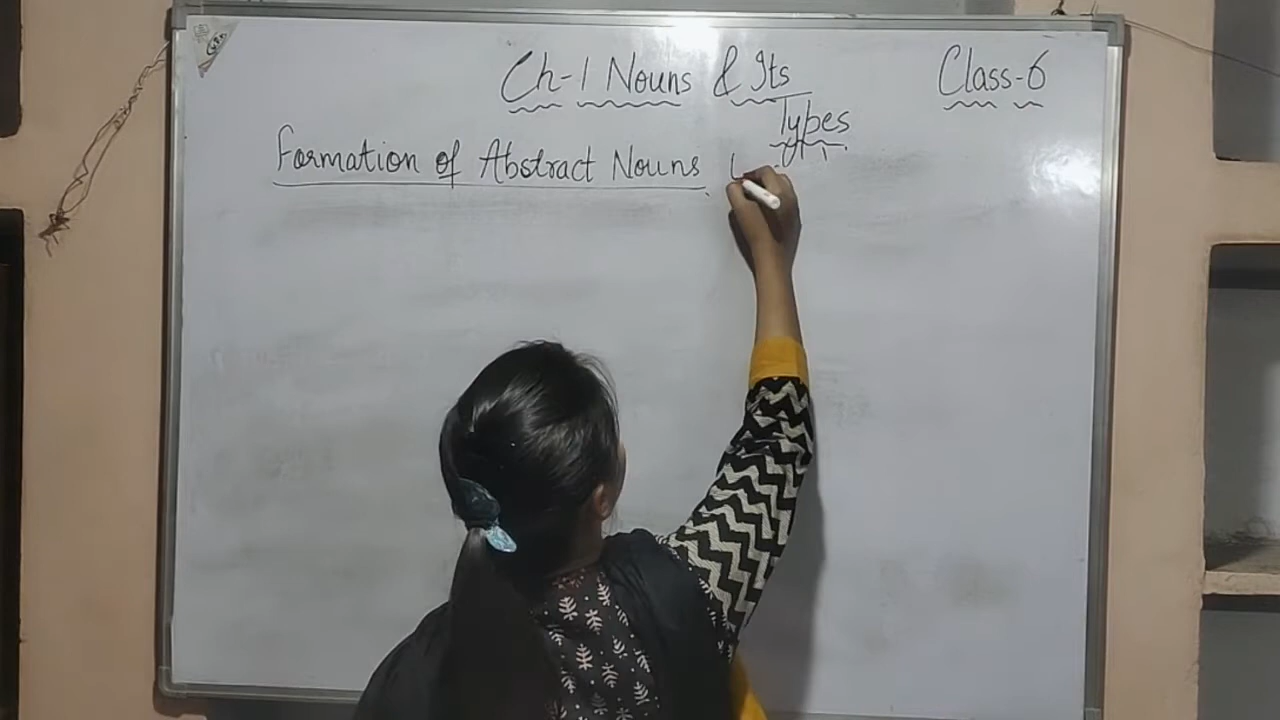 Ch-1 Nouns & Its Class-6
Types
Formation of Abstract Nouns